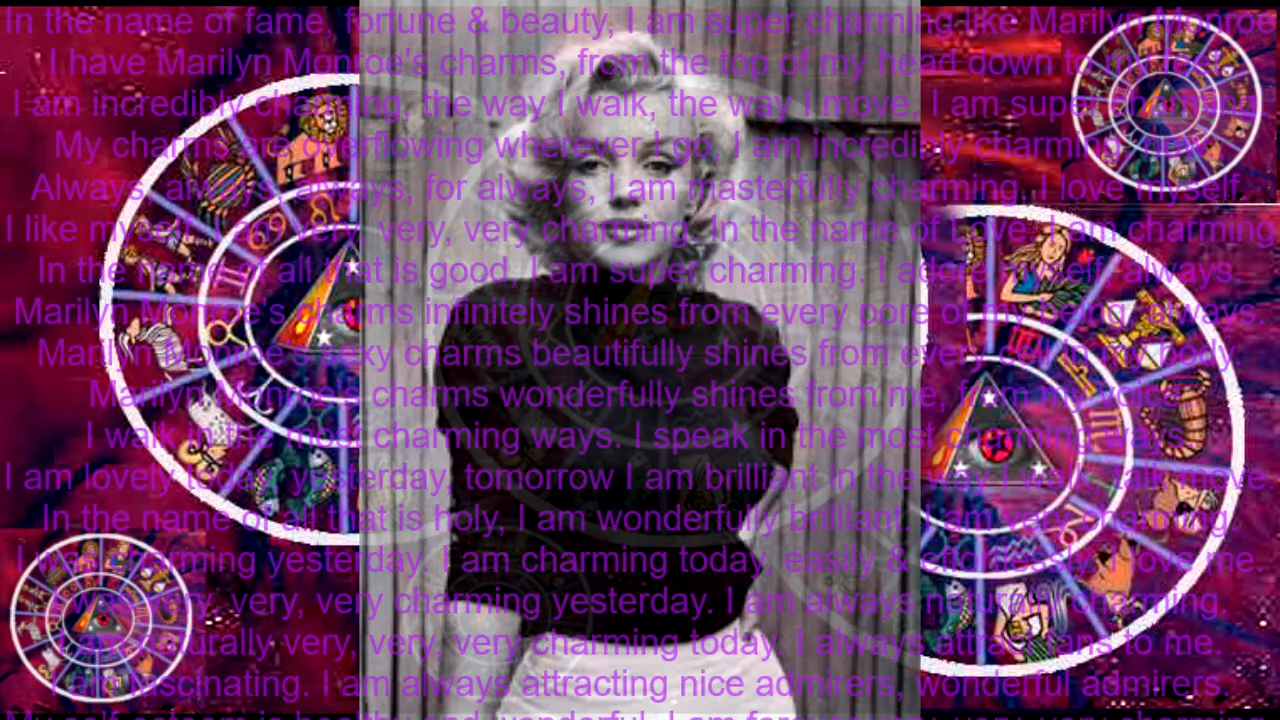 In the name of fame, fortune & beauty, I am super charming like Marilyn Monroe
I have Marilyn Monroe's charms, from the top of my head down to my
I am incredibly charming, the way I walk, the way I move. I am super
My charms are overflowing wherever I go, I am incredibly charming,
Always, always, always, for always, I am masterfully charming. I love myself.
I like myself. I am very, very, very charming. In the name of Love, I am charming.
In the name of all that is good, I am super charming. I adore myself, always.
Marilyn Monroe's charms infinitely shines from every pore of my being, always.
Marilyn Monroe's sexy charms beautifully shines from every cell in my body.
Marilyn Monroe's charms wonderfully shines from me, from my voice.
I walk in the most charming ways. I speak in the most charming ways.
I am lovely today, yesterday, tomorrow I am brilliant in the way I walk, talk, move
In the name of all that is holy, I am wonderfully brilliant. I am very charming.
I was charming yesterday. I am charming today, easily & effortlessly. I love me.
I was very, very, very charming yesterday. I am always naturally charming.
I am naturally very, very, very charming today. I always attract fans to me.
I am fascinating. I am always attracting nice admirers, wonderful admirers.
My self esteem is healthy and wonderful. I am